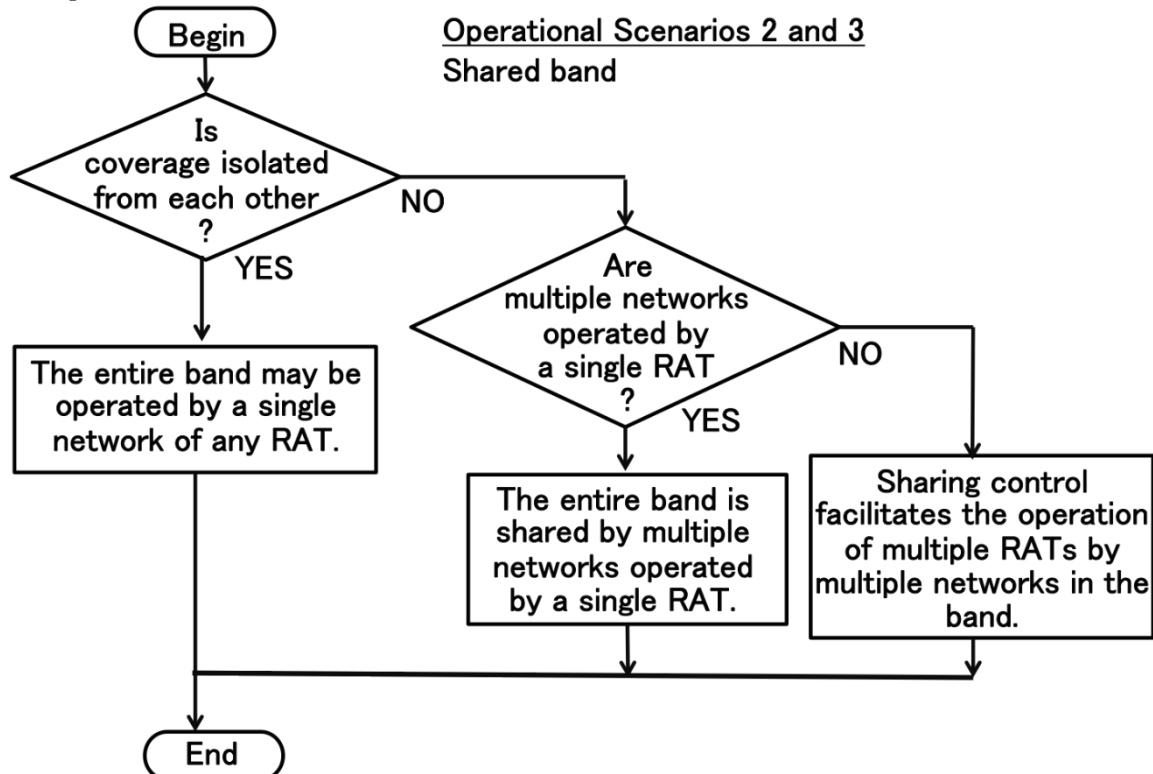 Begin
Operational Scenarios 2 and 3
Shared band
Is
coverage isolated
from each other
?
NO
YES
Are
multiple networks
operated by
a single RAT
?
NO
YES
The entire band may be
operated by a single
network of any RAT.
The entire band is
shared by multiple
networks operated
by a single RAT.
Sharing control
facilitates the operation
of multiple RATs by
multiple networks in the
band.
End